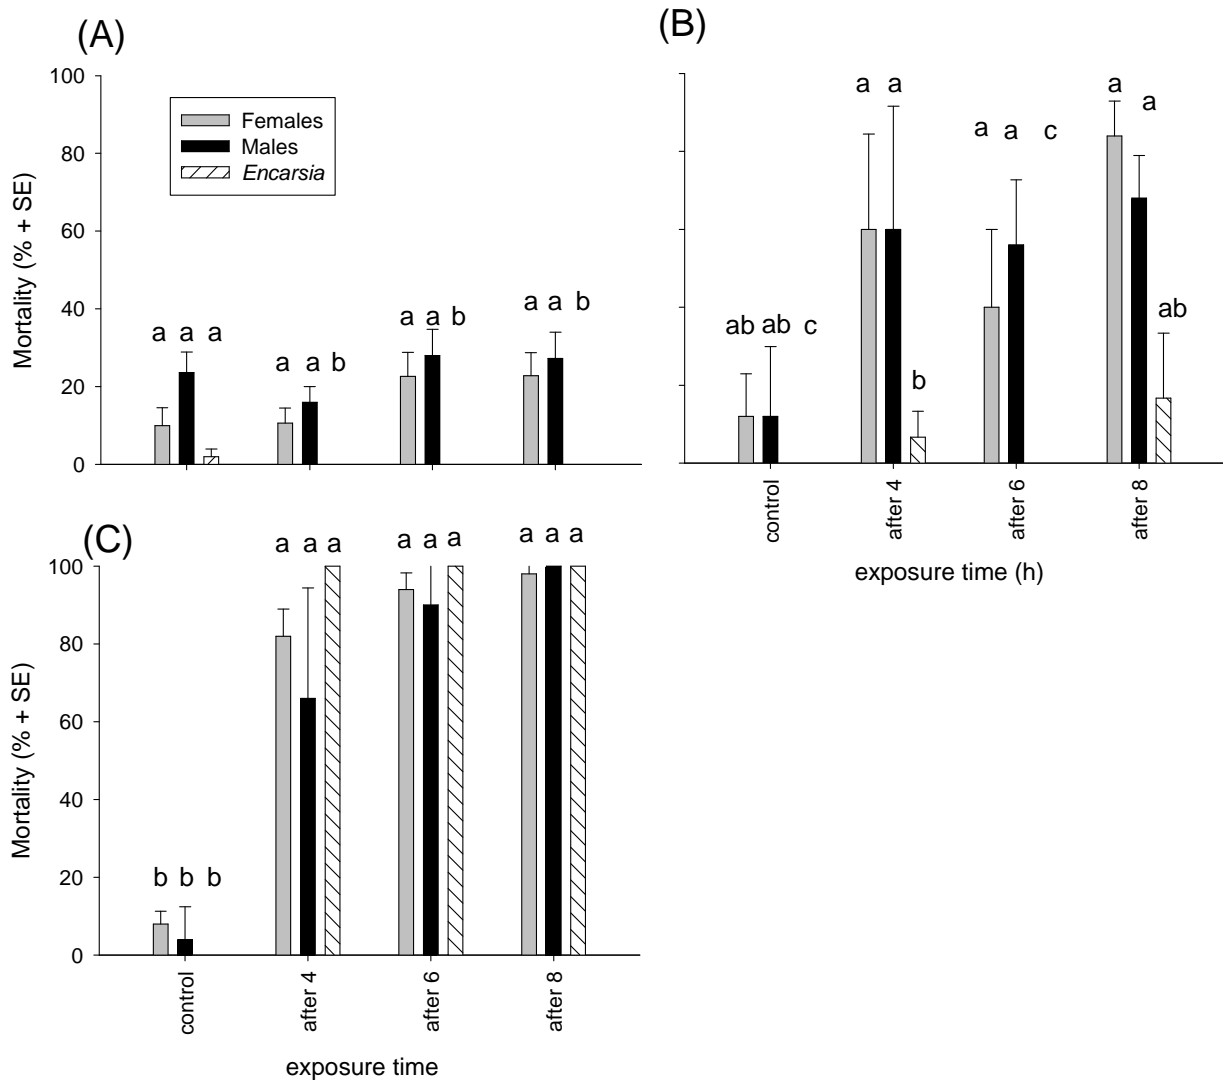 (A)
Mortality (% + SE)
100
80
60
40
20
0
Females
Males
Encarsia
a a a
a a b
a a b
a a b
(B)
ab ab c
a a b
a a c
a a ab
control
after 4
after 6
after 8
exposure time (h)
(C)
Mortality (% + SE)
100
80
60
40
20
0
b b b
a a a
a a a
a a a
control
after 4
after 6
after 8
exposure time